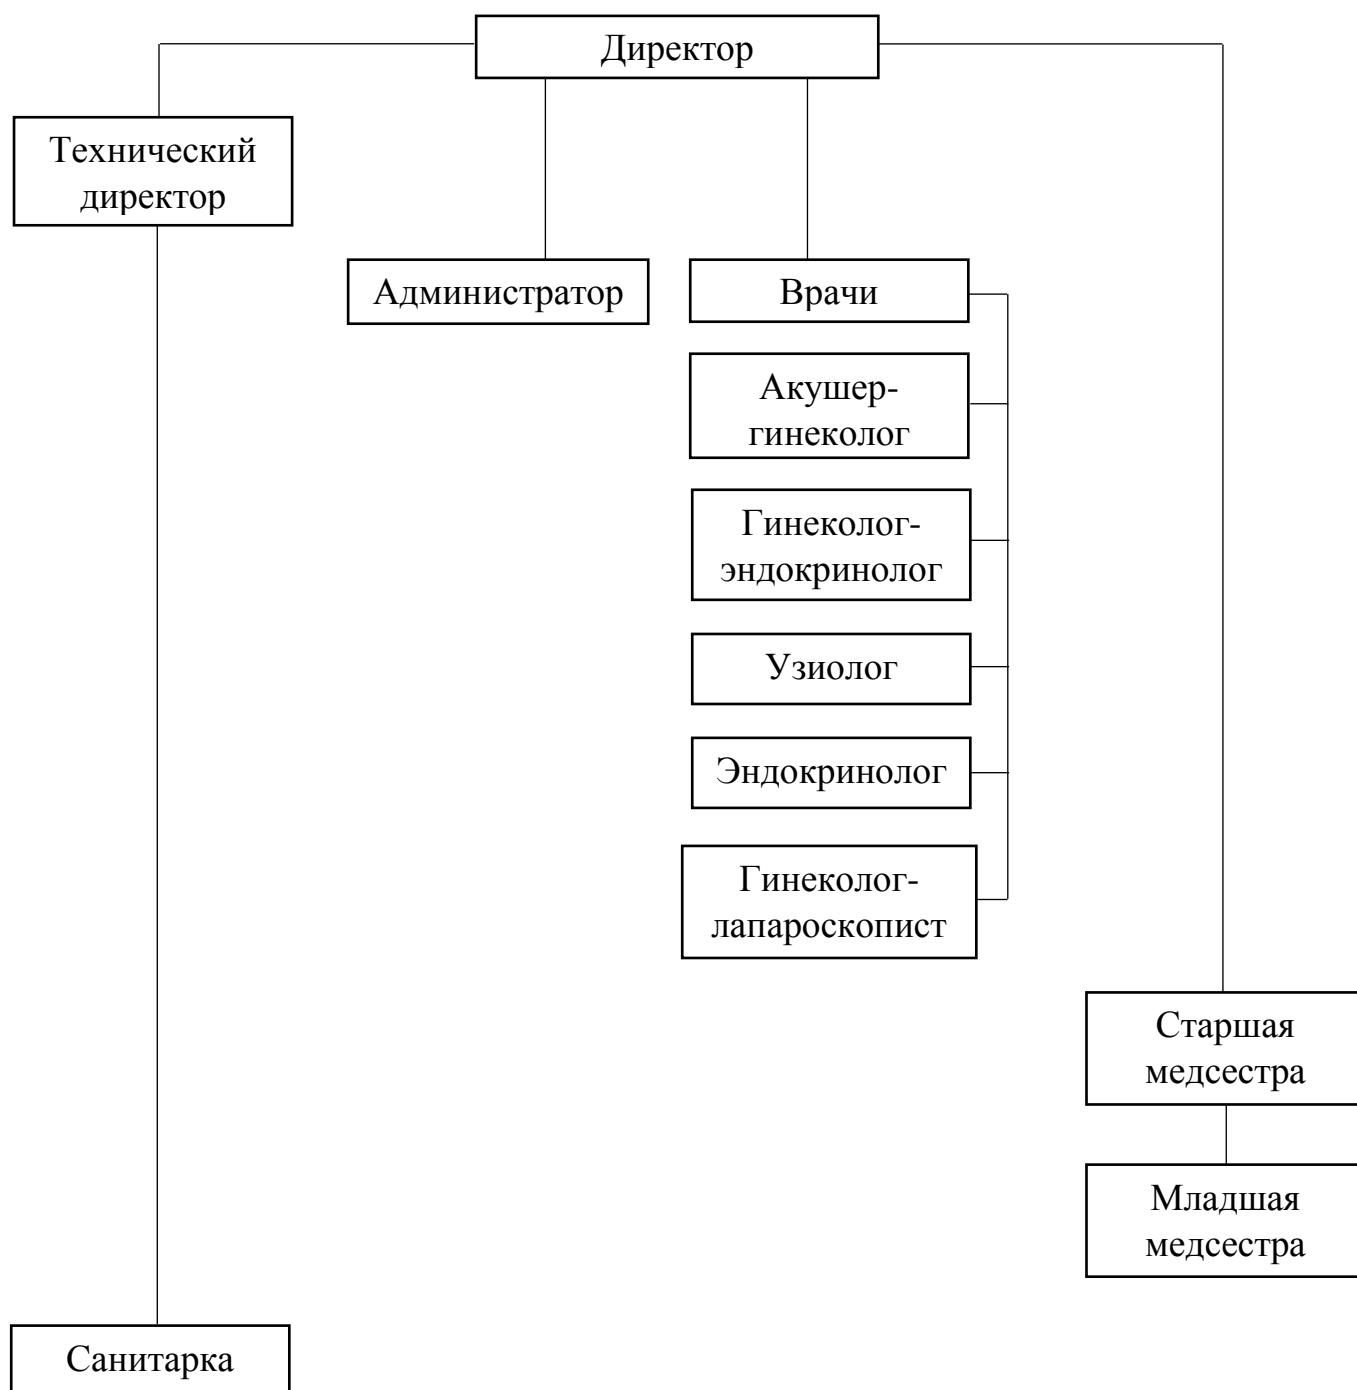 Директор
Технический
директор
Администратор
Врачи
Акушер-
гинеколог
Гинеколог-
эндокринолог
Узиолог
Эндокринолог
Гинеколог-
лапароскопист
Старшая
медсестра
Младшая
медсестра
Санитарка